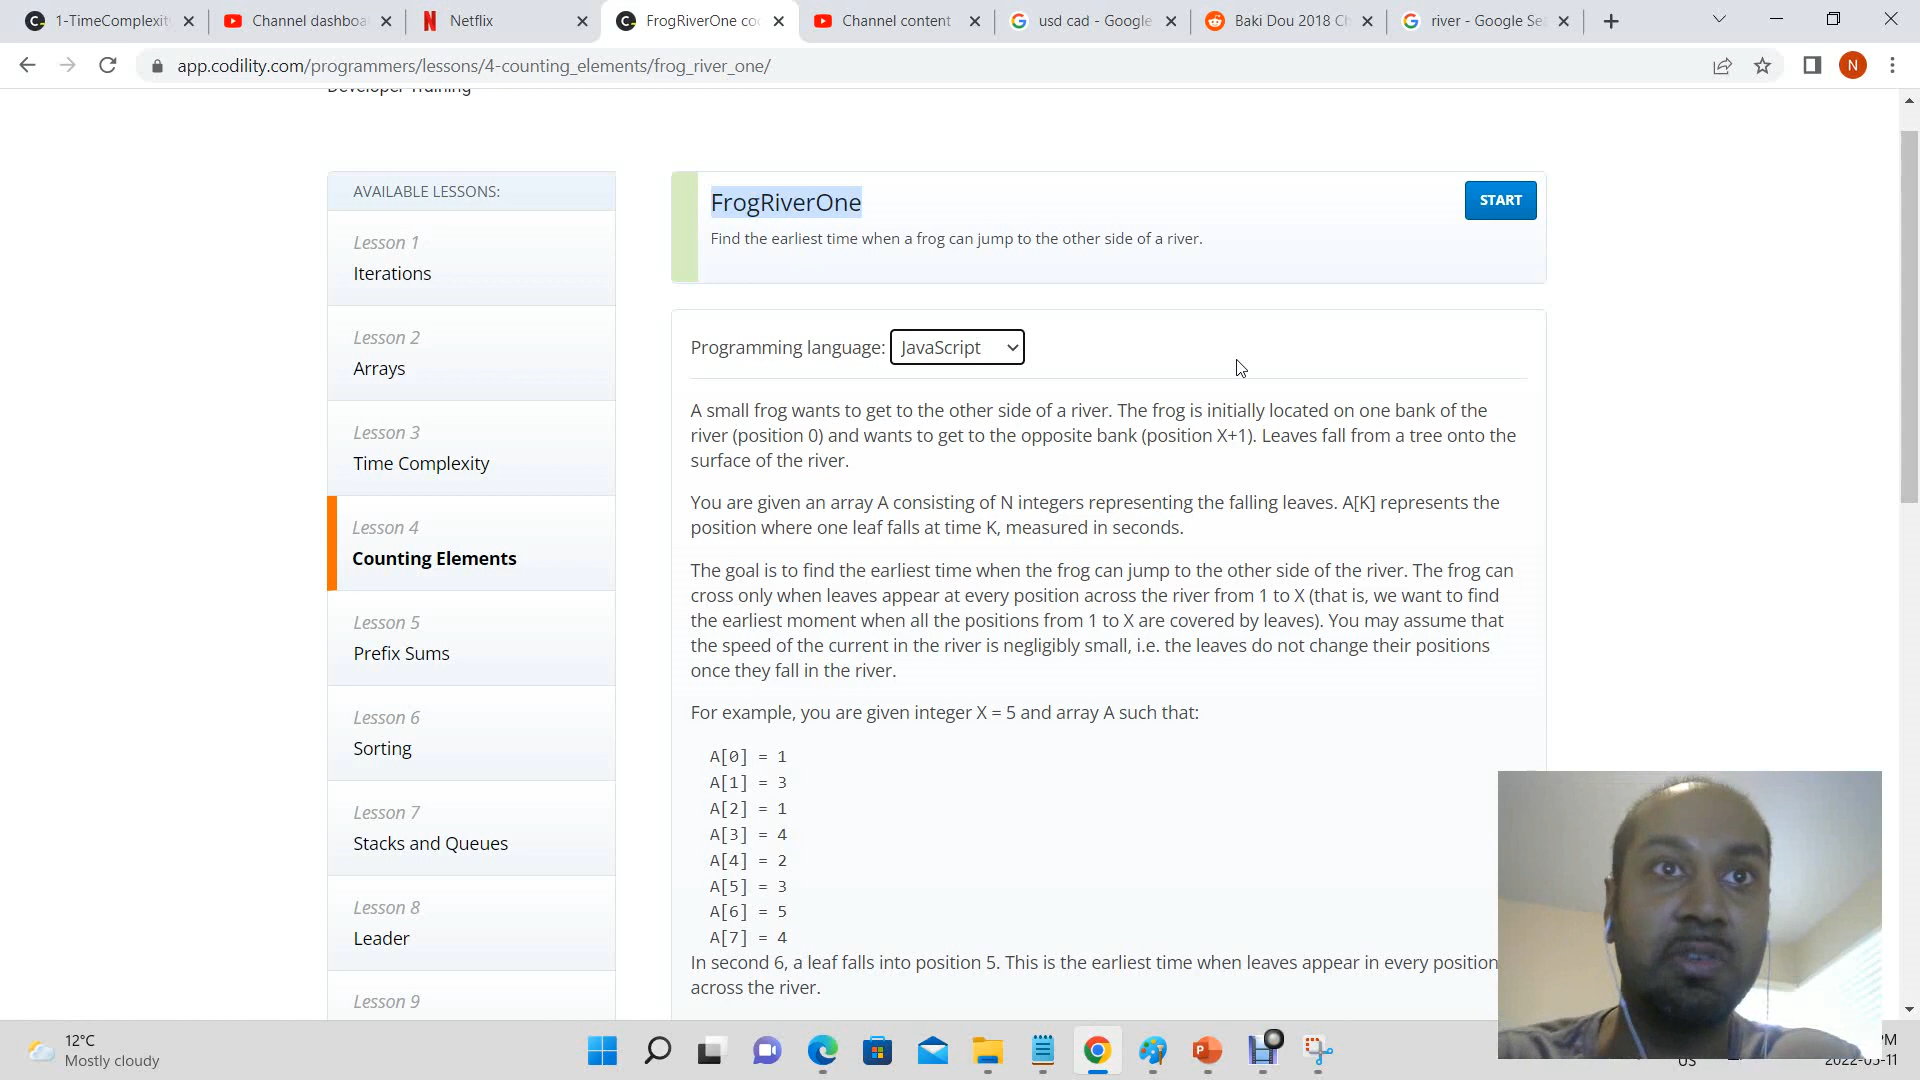 1-TimeComplexit
Channel dashboa
Netflix
FrogRiverOne co
Channel content
usd cad - Google
Baki Dou 2018 Ch
river - Google Se
app.codility.com/programmers/lessons/4-counting_elements/frog_river_one/
N
Developer Training
AVAILABLE LESSONS:
Lesson 1
Iterations
Lesson 2
Arrays
Lesson 3
Time Complexity
Lesson 4
Counting Elements
Lesson 5
Prefix Sums
Lesson 6
Sorting
Lesson 7
Stacks and Queues
Lesson 8
Leader
Lesson 9
FrogRiverOne
START
Find the earliest time when a frog can jump to the other side of a river.
Programming language: JavaScript
A small frog wants to get to the other side of a river. The frog is initially located on one bank of the
river (position 0) and wants to get to the opposite bank (position X+1). Leaves fall from a tree onto the
surface of the river.
You are given an array A consisting of N integers representing the falling leaves. A[K] represents the
position where one leaf falls at time K, measured in seconds.
The goal is to find the earliest time when the frog can jump to the other side of the river. The frog can
cross only when leaves appear at every position across the river from 1 to X (that is, we want to find
the earliest moment when all the positions from 1 to X are covered by leaves). You may assume that
the speed of the current in the river is negligibly small, i.e. the leaves do not change their positions
once they fall in the river.
For example, you are given integer X = 5 and array A such that:
A[0] = 1
A[1] = 3
A[2] = 1
A[3] = 4
A[4] = 2
A[5] = 3
A[6] = 5
A[7] = 4
In second 6, a leaf falls into position 5. This is the earliest time when leaves appear in every position
across the river.
12°C
Mostly cloudy
US
PM
2022-05-11